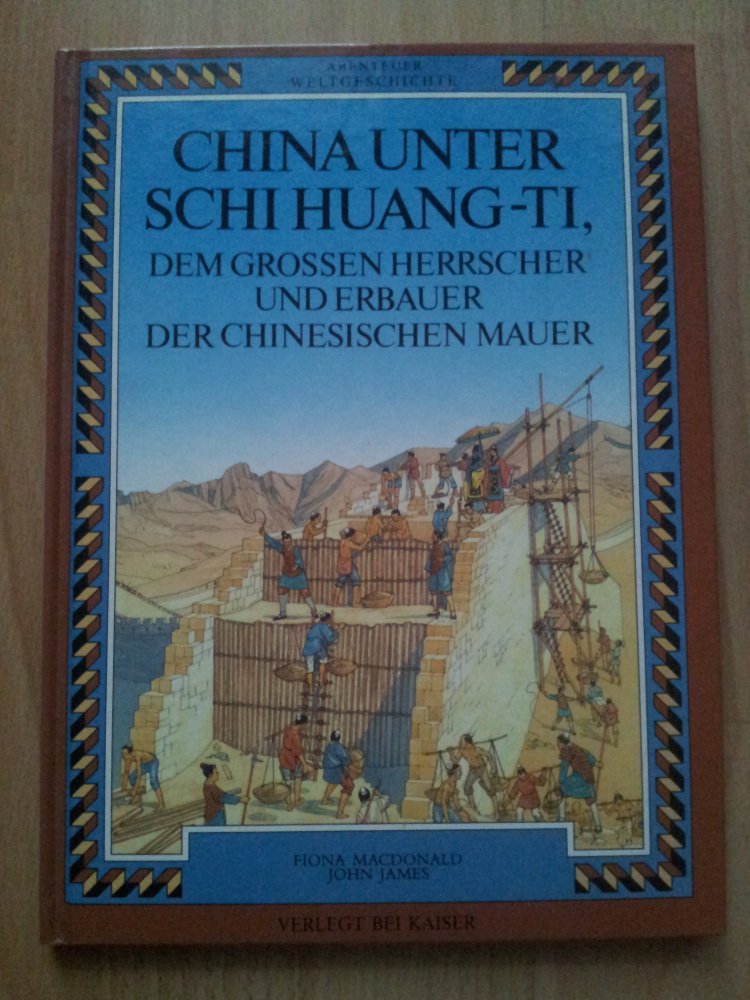 ABENTEUER
WELTGESCHICHTE
CHINA UNTER
SCHI HUANG-TI,
DEM GROSSEN HERRSCHER
UND ERBAUER
DER CHINESISCHEN MAUER
FIONA MACDONALD
JOHN JAMES
VERLEGT BEI KAISER